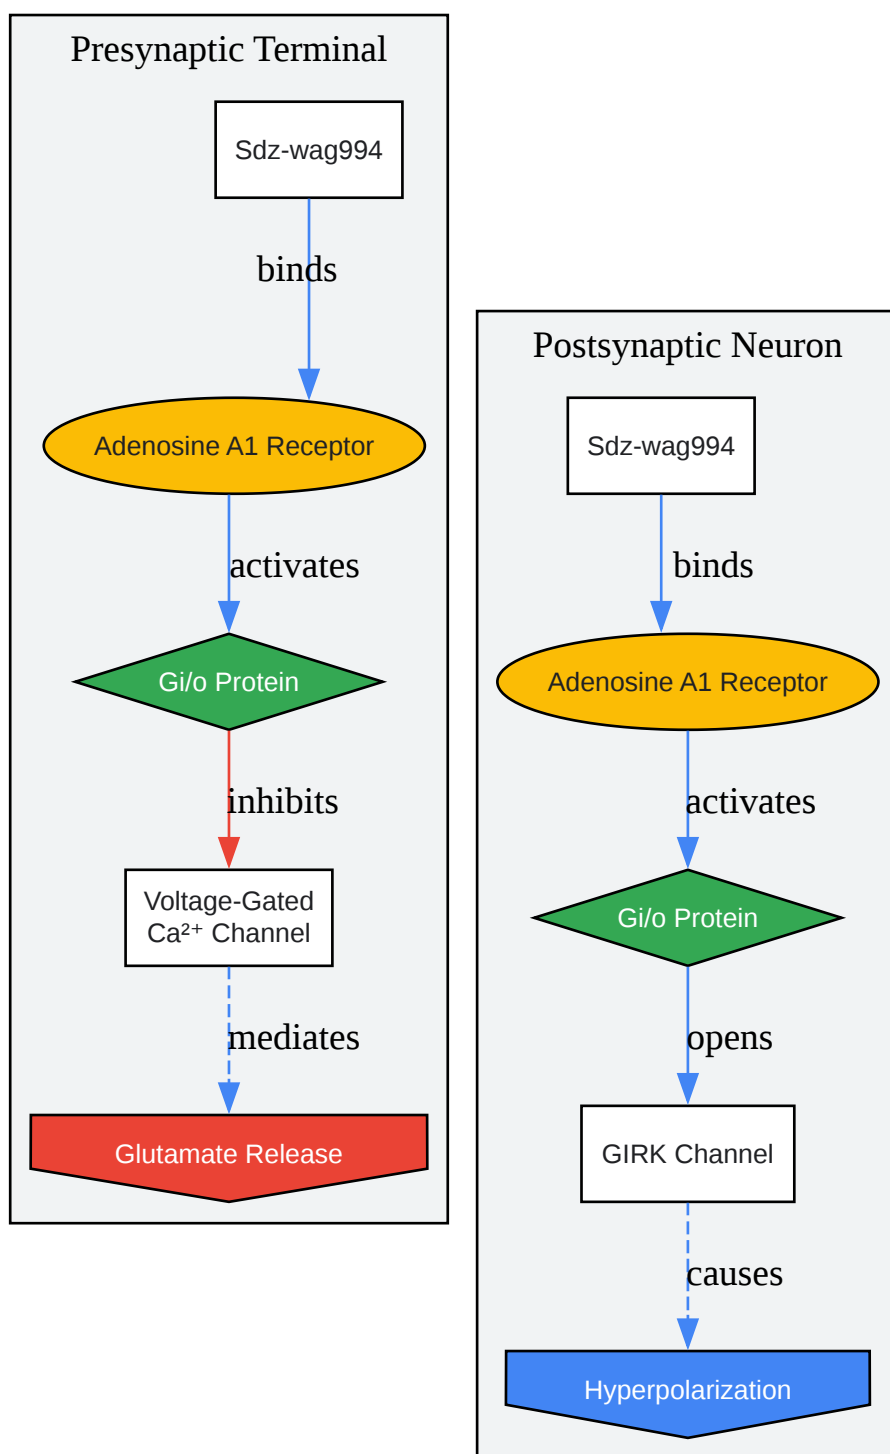 Presynaptic Terminal
Sdz-wag994
binds
Adenosine A1 Receptor
activates
Gi/o Protein
inhibits
Voltage-Gated
Ca²⁺ Channel
mediates
Glutamate Release
Postsynaptic Neuron
Sdz-wag994
binds
Adenosine A1 Receptor
activates
Gi/o Protein
opens
GIRK Channel
causes
Hyperpolarization